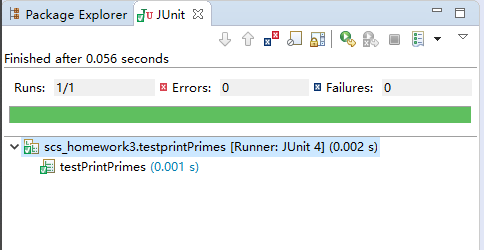 Package Explorer JUnit
Finished after 0.056 seconds
Runs: 1/1 Errors: 0 Failures: 0
scs_homework3.testprintPrimes [Runner: JUnit 4] (0.002 s)
testPrintPrimes (0.001 s)